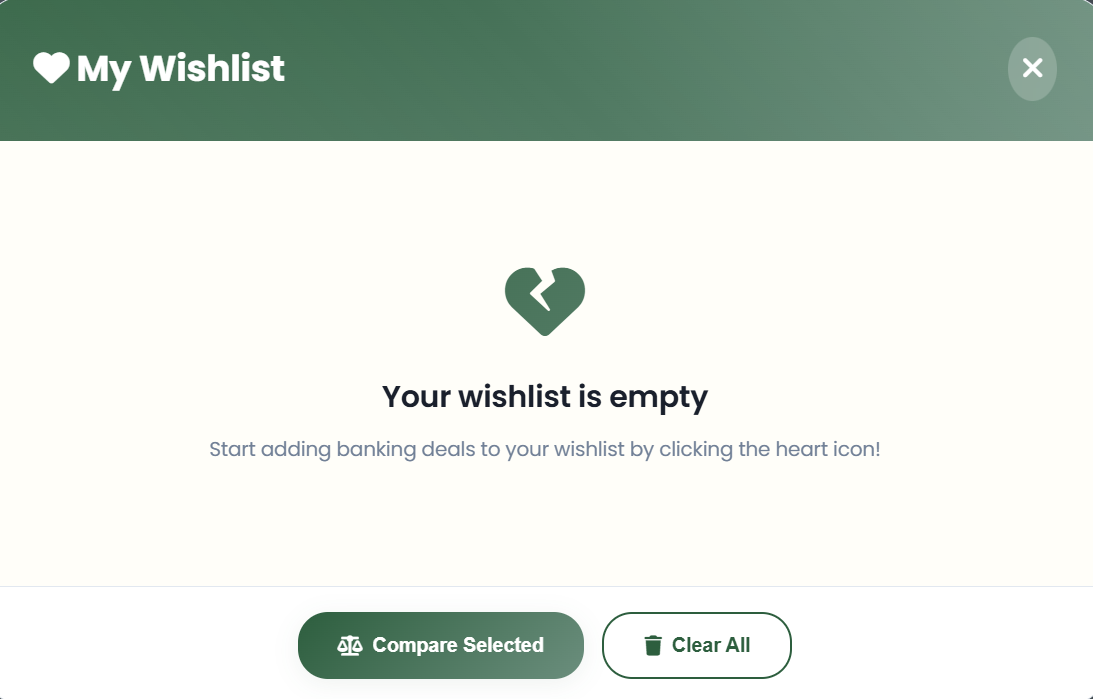 My Wishlist
Your wishlist is empty
Start adding banking deals to your wishlist by clicking the heart icon!
Compare Selected
Clear All